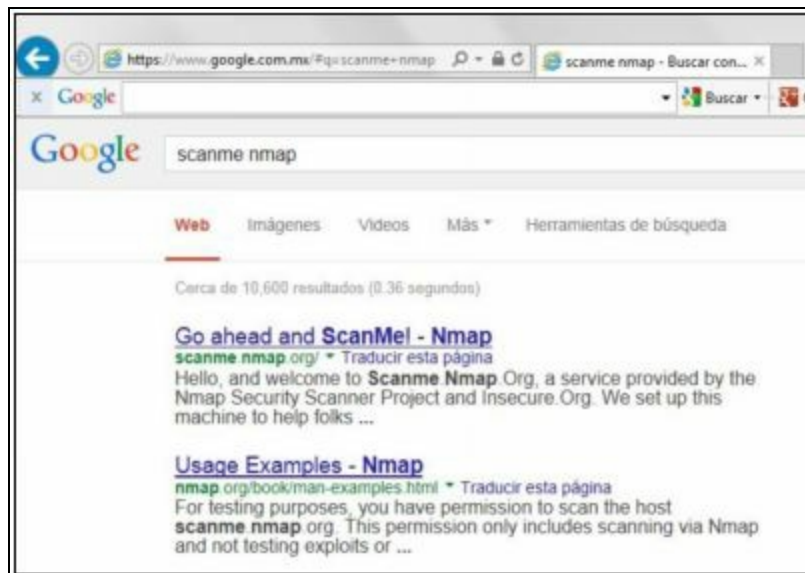 https://www.google.com.mx/#q=scanme+nmap
scanme nmap - Buscar con...
Google
Buscar
Google
scanme nmap
Web Imágenes Videos Más Herramientas de búsqueda
Cerca de 10,600 resultados (0.36 segundos)
Go ahead and ScanMe! - Nmap
scanme.nmap.org/ Traducir esta página
Hello, and welcome to Scanme.Nmap.Org, a service provided by the
Nmap Security Scanner Project and Insecure.Org. We set up this
machine to help folks ...
Usage Examples - Nmap
nmap.org/book/man-examples.html Traducir esta página
For testing purposes, you have permission to scan the host
scanme.nmap.org. This permission only includes scanning via Nmap
and not testing exploits or ...